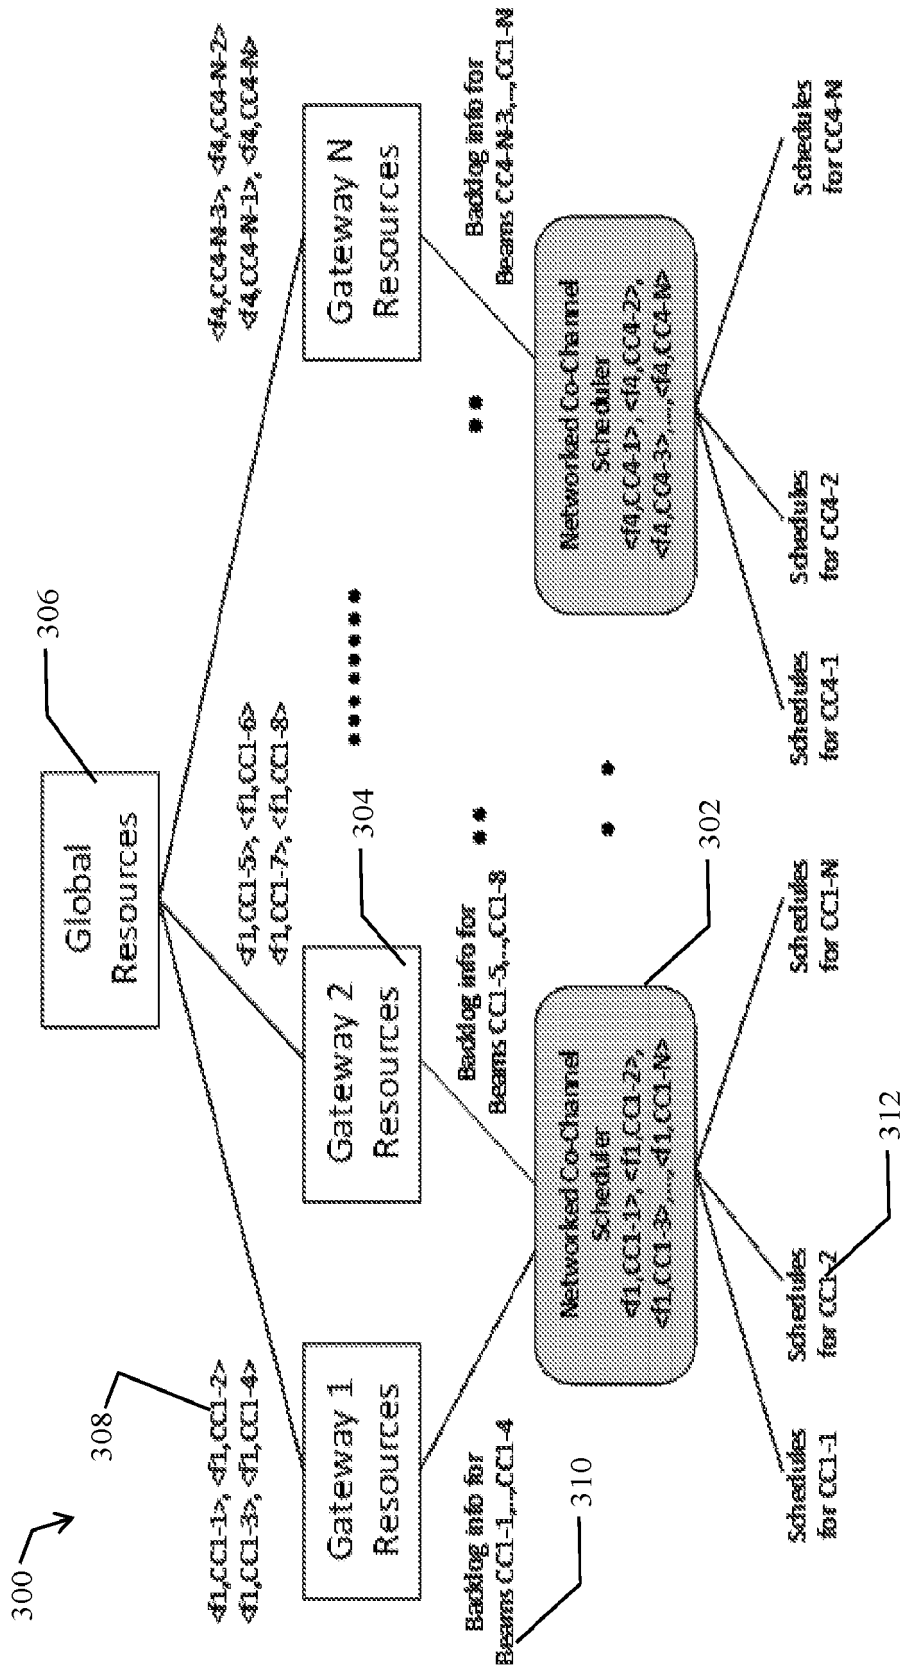 300
306
Global
Resources
308
<f1,CC1-1>, <f1,CC1-2>
<f1,CC1-3>, <f1,CC1-4>
<f1,CC1-5>, <f1,CC1-6>
<f1,CC1-7>, <f1,CC1-8>
<f4,CC4-N-3>, <f4,CC4-N-2>
<f4,CC4-N-1>, <f4,CC4-N>
Gateway 1
Resources
Gateway 2
Resources
304
Gateway N
Resources
Backlog info for
Beams CC1-1,...,CC1-4
310
Backlog info for
Beams CC1-5,...,CC1-8
Backlog info for
Beams CC4-N-3,...,CC1-N
Networked Co-Channel
Scheduler
<f1,CC1-1>, <f1,CC1-2>,
<f1,CC1-3>,...,<f1,CC1-N>
302
Networked Co-Channel
Scheduler
<f4,CC4-1>, <f4,CC4-2>,
<f4,CC4-3>,...,<f4,CC4-N>
Schedules
for CC1-1
Schedules
for CC1-2
312
Schedules
for CC1-N
Schedules
for CC4-1
Schedules
for CC4-2
Schedules
for CC4-N